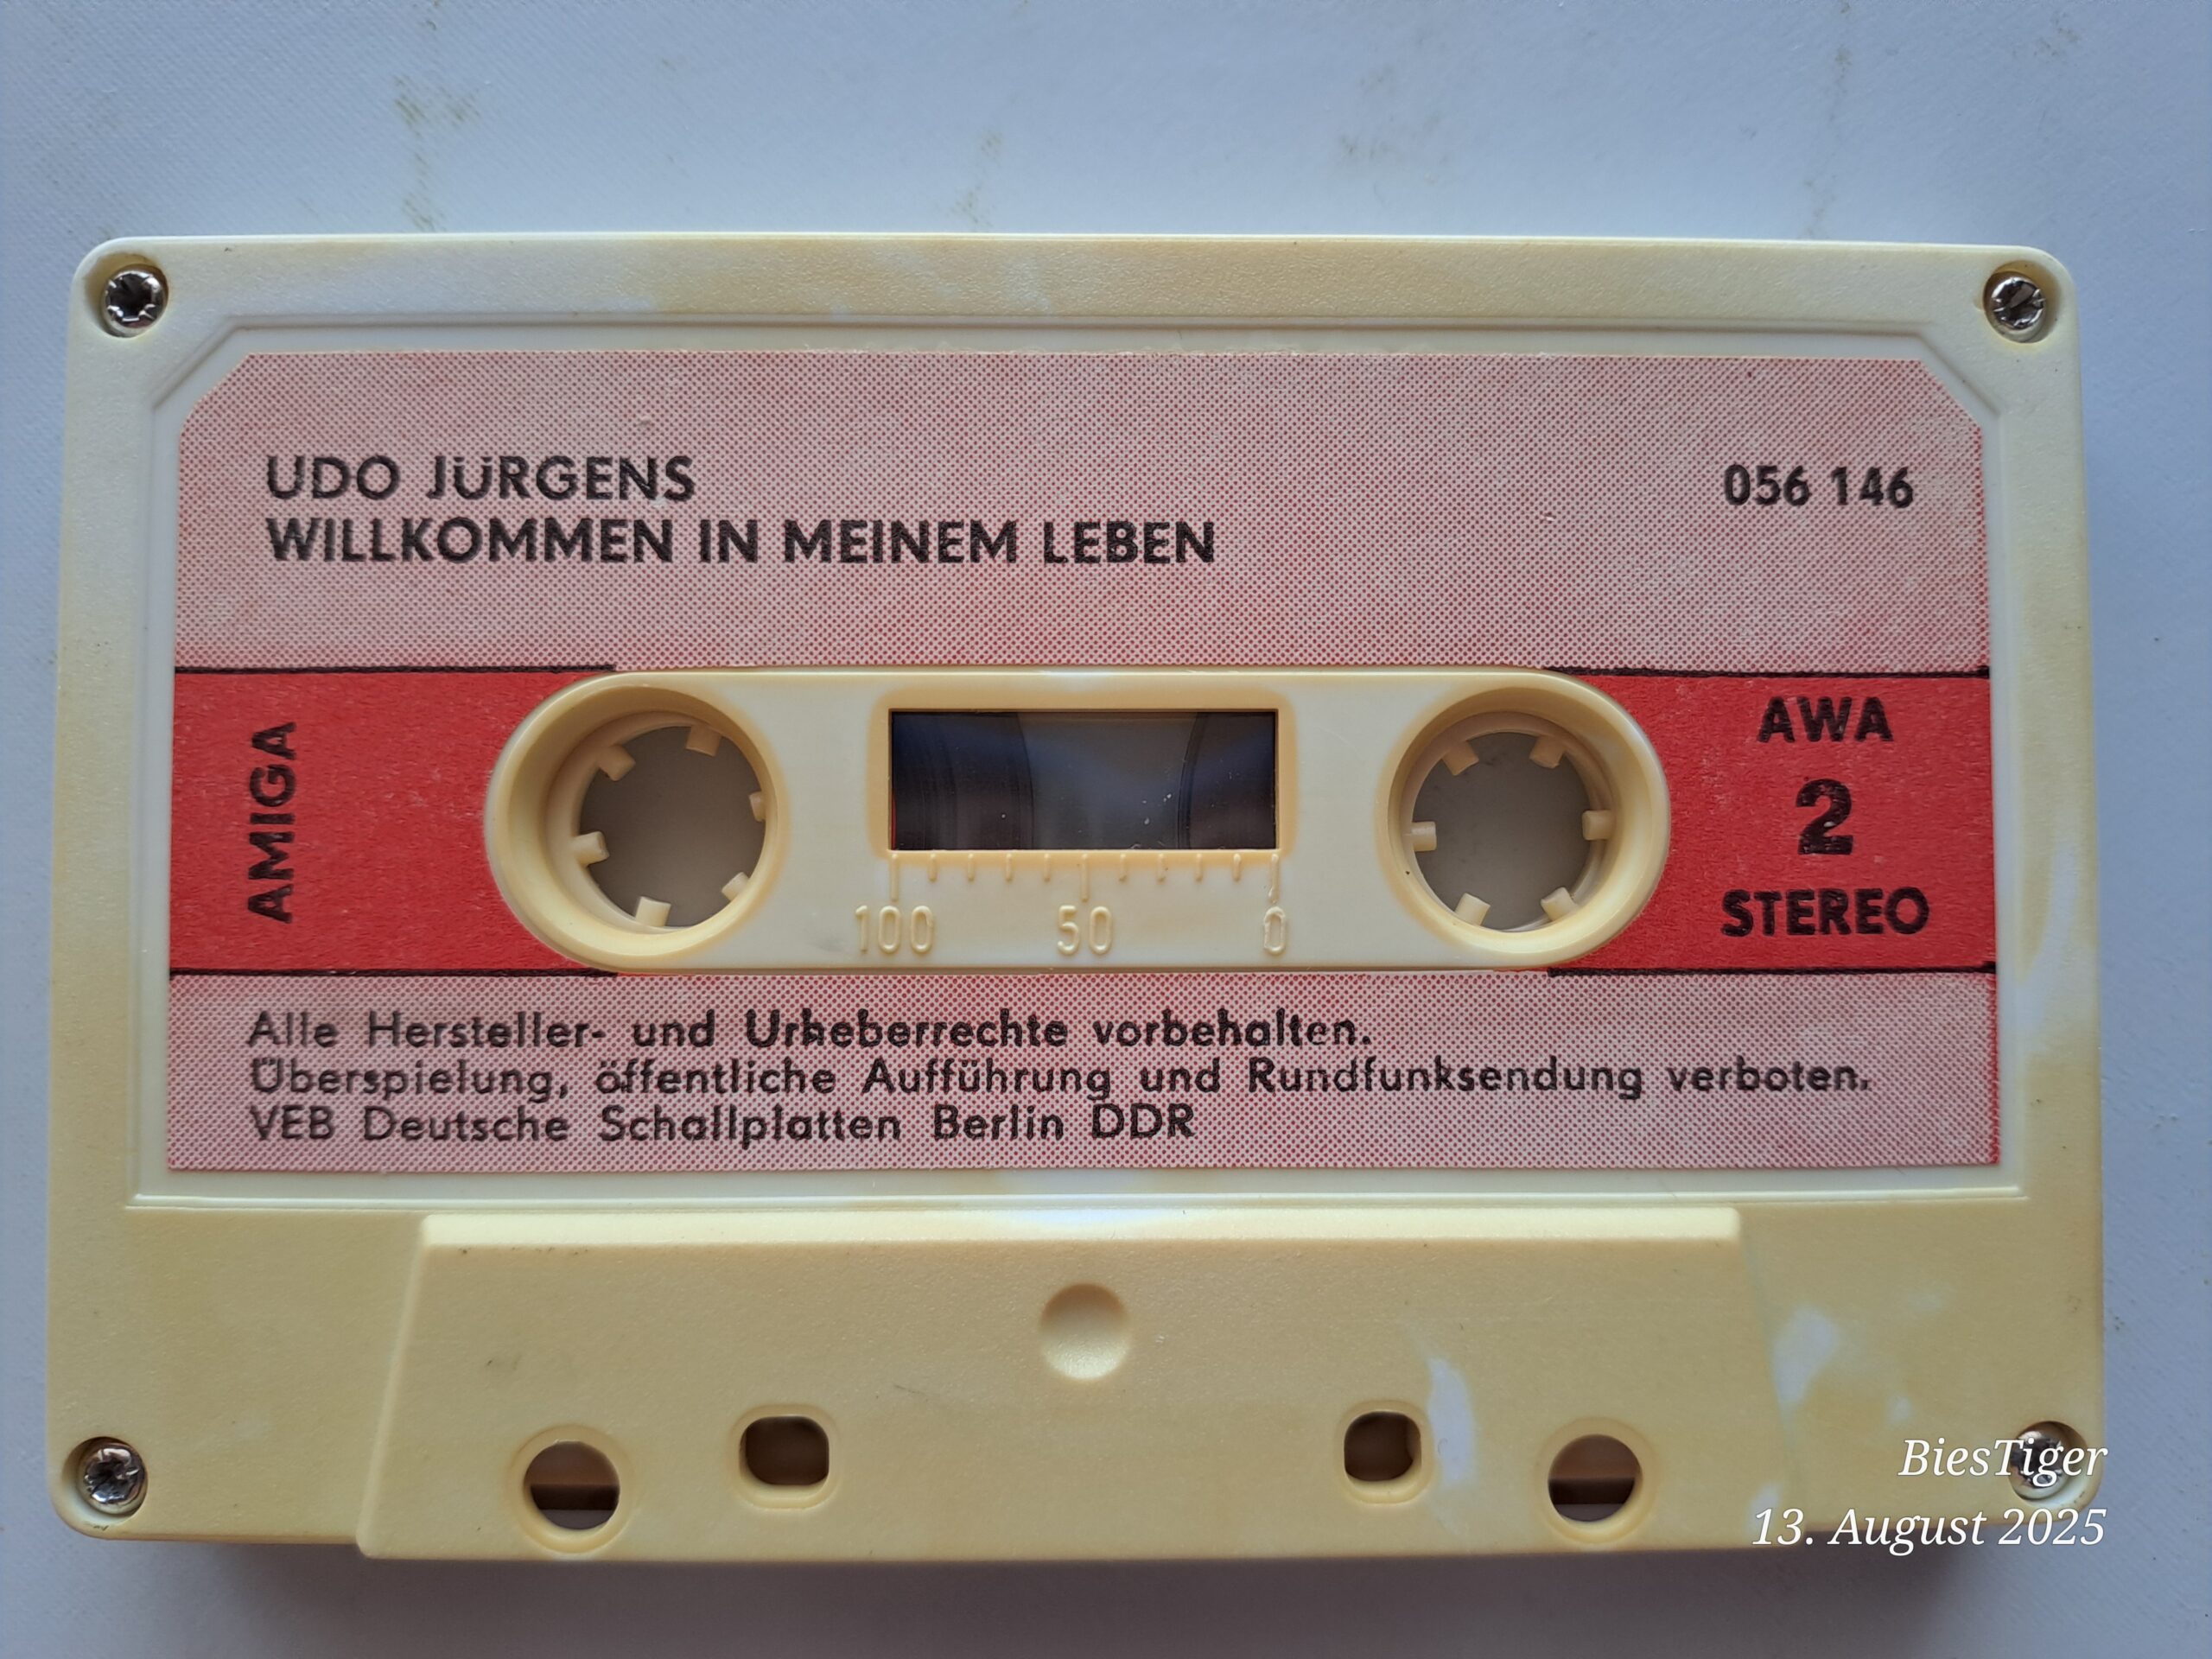 UDO JÜRGENS
WILLKOMMEN IN MEINEM LEBEN
056 146
AMIGA
AWA
2
STEREO
100 50 0
Alle Hersteller- und Urheberrechte vorbehalten.
Überspielung, öffentliche Aufführung und Rundfunksendung verboten.
VEB Deutsche Schallplatten Berlin DDR
BiesTiger
13. August 2025